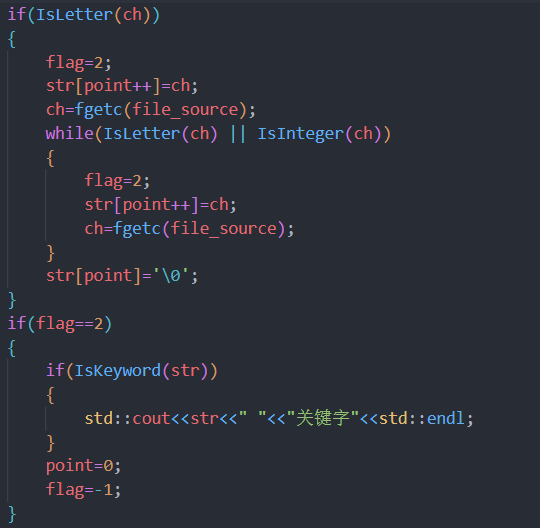 if(IsLetter(ch))
{
    flag=2;
    str[point++]=ch;
    ch=fgetc(file_source);
    while(IsLetter(ch) || IsInteger(ch))
    {
        flag=2;
        str[point++]=ch;
        ch=fgetc(file_source);
    }
    str[point]='\0';
}
if(flag==2)
{
    if(IsKeyword(str))
    {
        std::cout<<str<<" "<<"关键字"<<std::endl;
    }
    point=0;
    flag=-1;
}